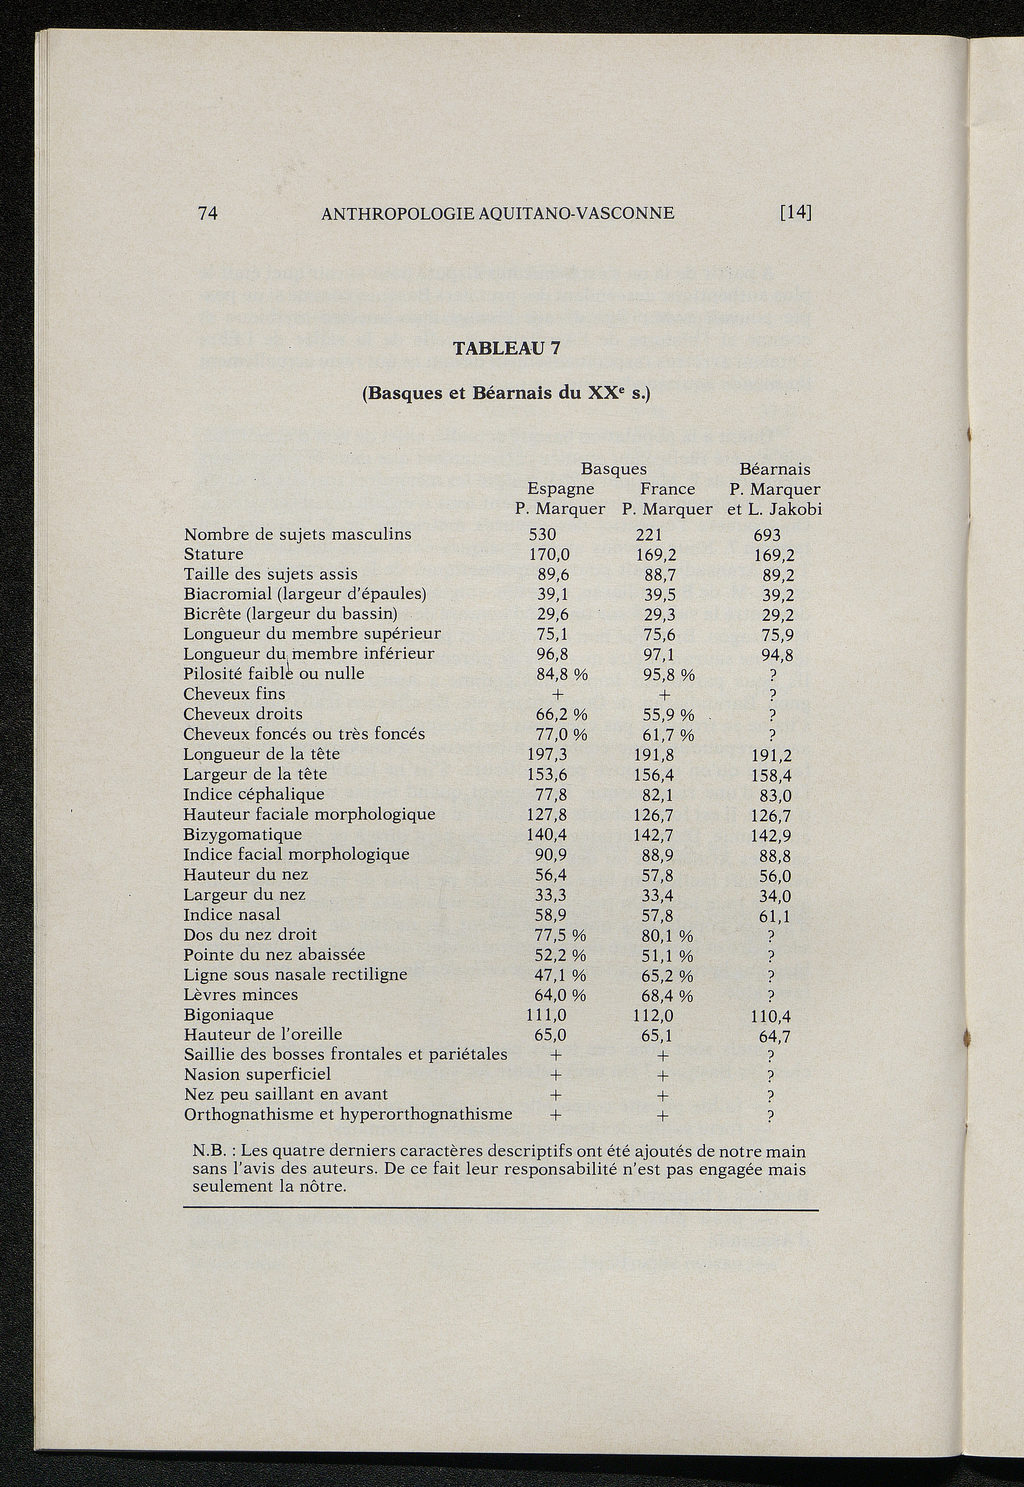 74 ANTHROPOLOGIE AQUITANO-VASCONNE [14]
TABLEAU 7
(Basques et Béarnais du XXe s.)
Basques Béarnais
Espagne France P. Marquer
P. Marquer P. Marquer et L. Jakobi
Nombre de sujets masculins 530 221 693
Stature 170,0 169,2 169,2
Taille des sujets assis 89,6 88,7 89,2
Biacromial (largeur d'épaules) 39,1 39,5 39,2
Bicrête (largeur du bassin) 29,6 29,3 29,2
Longueur du membre supérieur 75,1 75,6 75,9
Longueur du membre inférieur 96,8 97,1 94,8
Pilosité faible ou nulle 84,8 % 95,8 % ?
Cheveux fins + + ?
Cheveux droits 66,2 % 55,9 % ?
Cheveux foncés ou très foncés 77,0 % 61,7 % ?
Longueur de la tête 197,3 191,8 191,2
Largeur de la tête 153,6 156,4 158,4
Indice céphalique 77,8 82,1 83,0
Hauteur faciale morphologique 127,8 126,7 126,7
Bizygomatique 140,4 142,7 142,9
Indice facial morphologique 90,9 88,9 88,8
Hauteur du nez 56,4 57,8 56,0
Largeur du nez 33,3 33,4 34,0
Indice nasal 58,9 57,8 61,1
Dos du nez droit 77,5 % 80,1 % ?
Pointe du nez abaissée 52,2 % 51,1 % ?
Ligne sous nasale rectiligne 47,1 % 65,2 % ?
Lèvres minces 64,0 % 68,4 % ?
Bigoniaque 111,0 112,0 110,4
Hauteur de l'oreille 65,0 65,1 64,7
Saillie des bosses frontales et pariétales + + ?
Nasion superficiel + + ?
Nez peu saillant en avant + + ?
Orthognathisme et hyperorthognathisme + + ?
N.B. : Les quatre derniers caractères descriptifs ont été ajoutés de notre main
sans l'avis des auteurs. De ce fait leur responsabilité n'est pas engagée mais
seulement la nôtre.